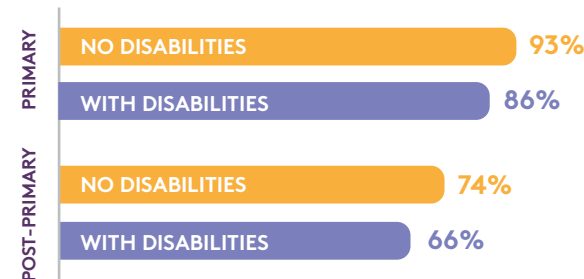 PRIMARY
NO DISABILITIES 93%
WITH DISABILITIES 86%
POST-PRIMARY
NO DISABILITIES 74%
WITH DISABILITIES 66%